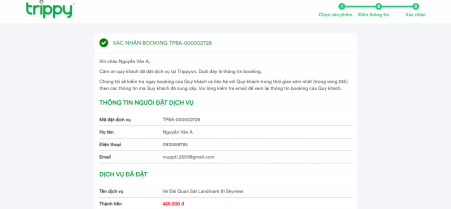 trippy
1 2 3
Chọn sản phẩm Điền thông tin Xác nhận
XÁC NHẬN BOOKING TPBA-000002728
Xin chào Nguyễn Văn A,
Cảm ơn quý khách đã đặt dịch vụ tại Trippy.vn. Dưới đây là thông tin booking.
Chúng tôi sẽ kiểm tra ngay booking của Quý khách và liên hệ với Quý khách trong thời gian sớm nhất (trong vòng 24h)
theo các thông tin mà Quý khách đã cung cấp. Vui lòng kiểm tra email để xem lại thông tin booking của Quý khách.
THÔNG TIN NGƯỜI ĐẶT DỊCH VỤ
Mã đặt dịch vụ TPBA-000002728
Họ tên Nguyễn Văn A
Điện thoại
Email
DỊCH VỤ ĐÃ ĐẶT
Tên dịch vụ Vé Đài Quan Sát Landmark 81 Skyview
Thành tiền 425.000 đ